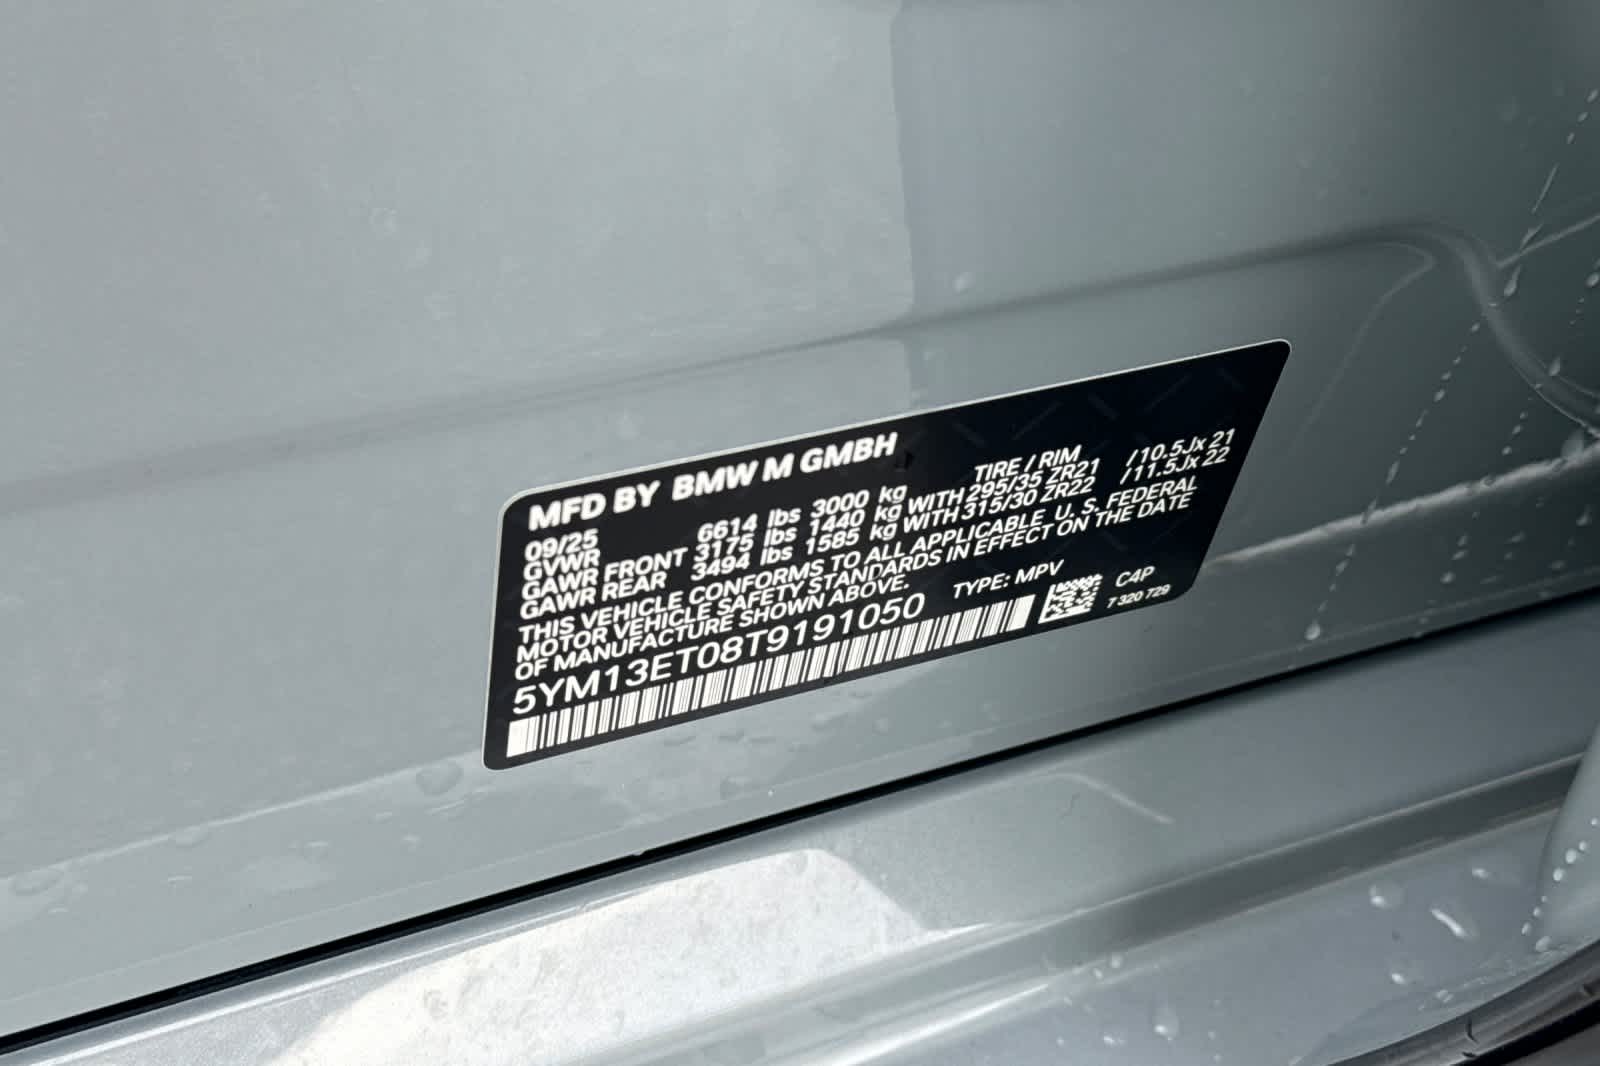 MFD BY BMW M GMBH
09/25 TIRE / RIM
GVWR 6614 lbs 3000 kg
GAWR FRONT 3175 lbs 1440 kg WITH 295/35 ZR21 /10.5Jx 21
GAWR REAR 3494 lbs 1585 kg WITH 315/30 ZR22 /11.5Jx 22
THIS VEHICLE CONFORMS TO ALL APPLICABLE U. S. FEDERAL
MOTOR VEHICLE SAFETY STANDARDS IN EFFECT ON THE DATE
OF MANUFACTURE SHOWN ABOVE.
5YM13ET08T9191050 TYPE: MPV C4P
7 320 729